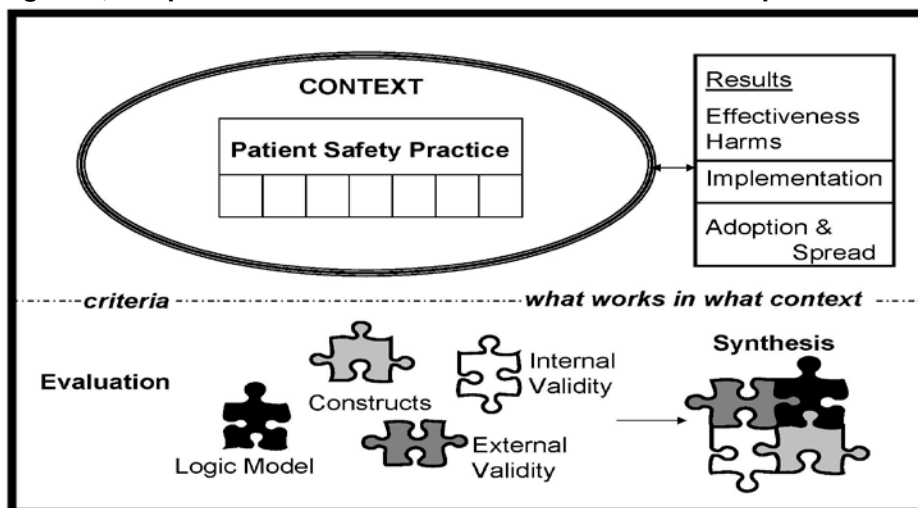 CONTEXT
Patient Safety Practice
Results
Effectiveness
Harms
Implementation
Adoption &
Spread
criteria
what works in what context
Evaluation
Logic Model
Constructs
Internal
Validity
External
Validity
Synthesis